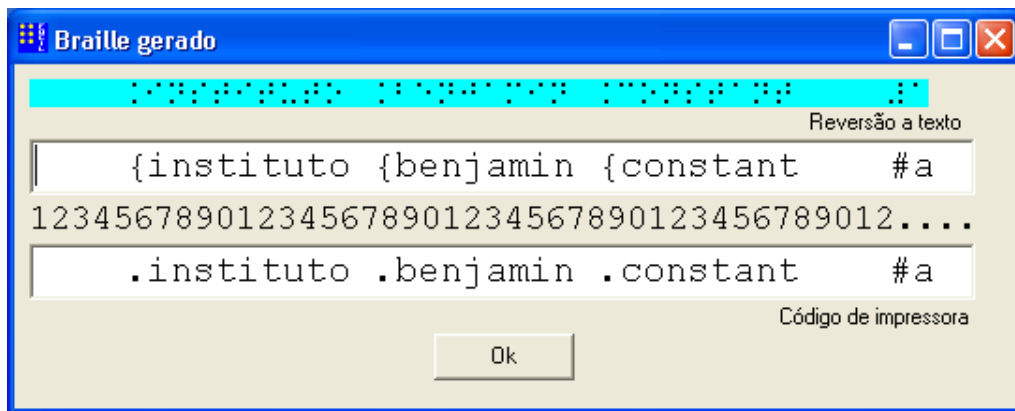 Braille gerado
⠨⠊⠝⠎⠞⠊⠞⠥⠞⠕ ⠨⠃⠑⠝⠚⠁⠍⠊⠝ ⠨⠉⠕⠝⠎⠞⠁⠝⠞ ⠼⠁
Reversão a texto
{instituto {benjamin {constant #a
123456789012345678901234567890123456789012....
.instituto .benjamin .constant #a
Código de impressora
Ok